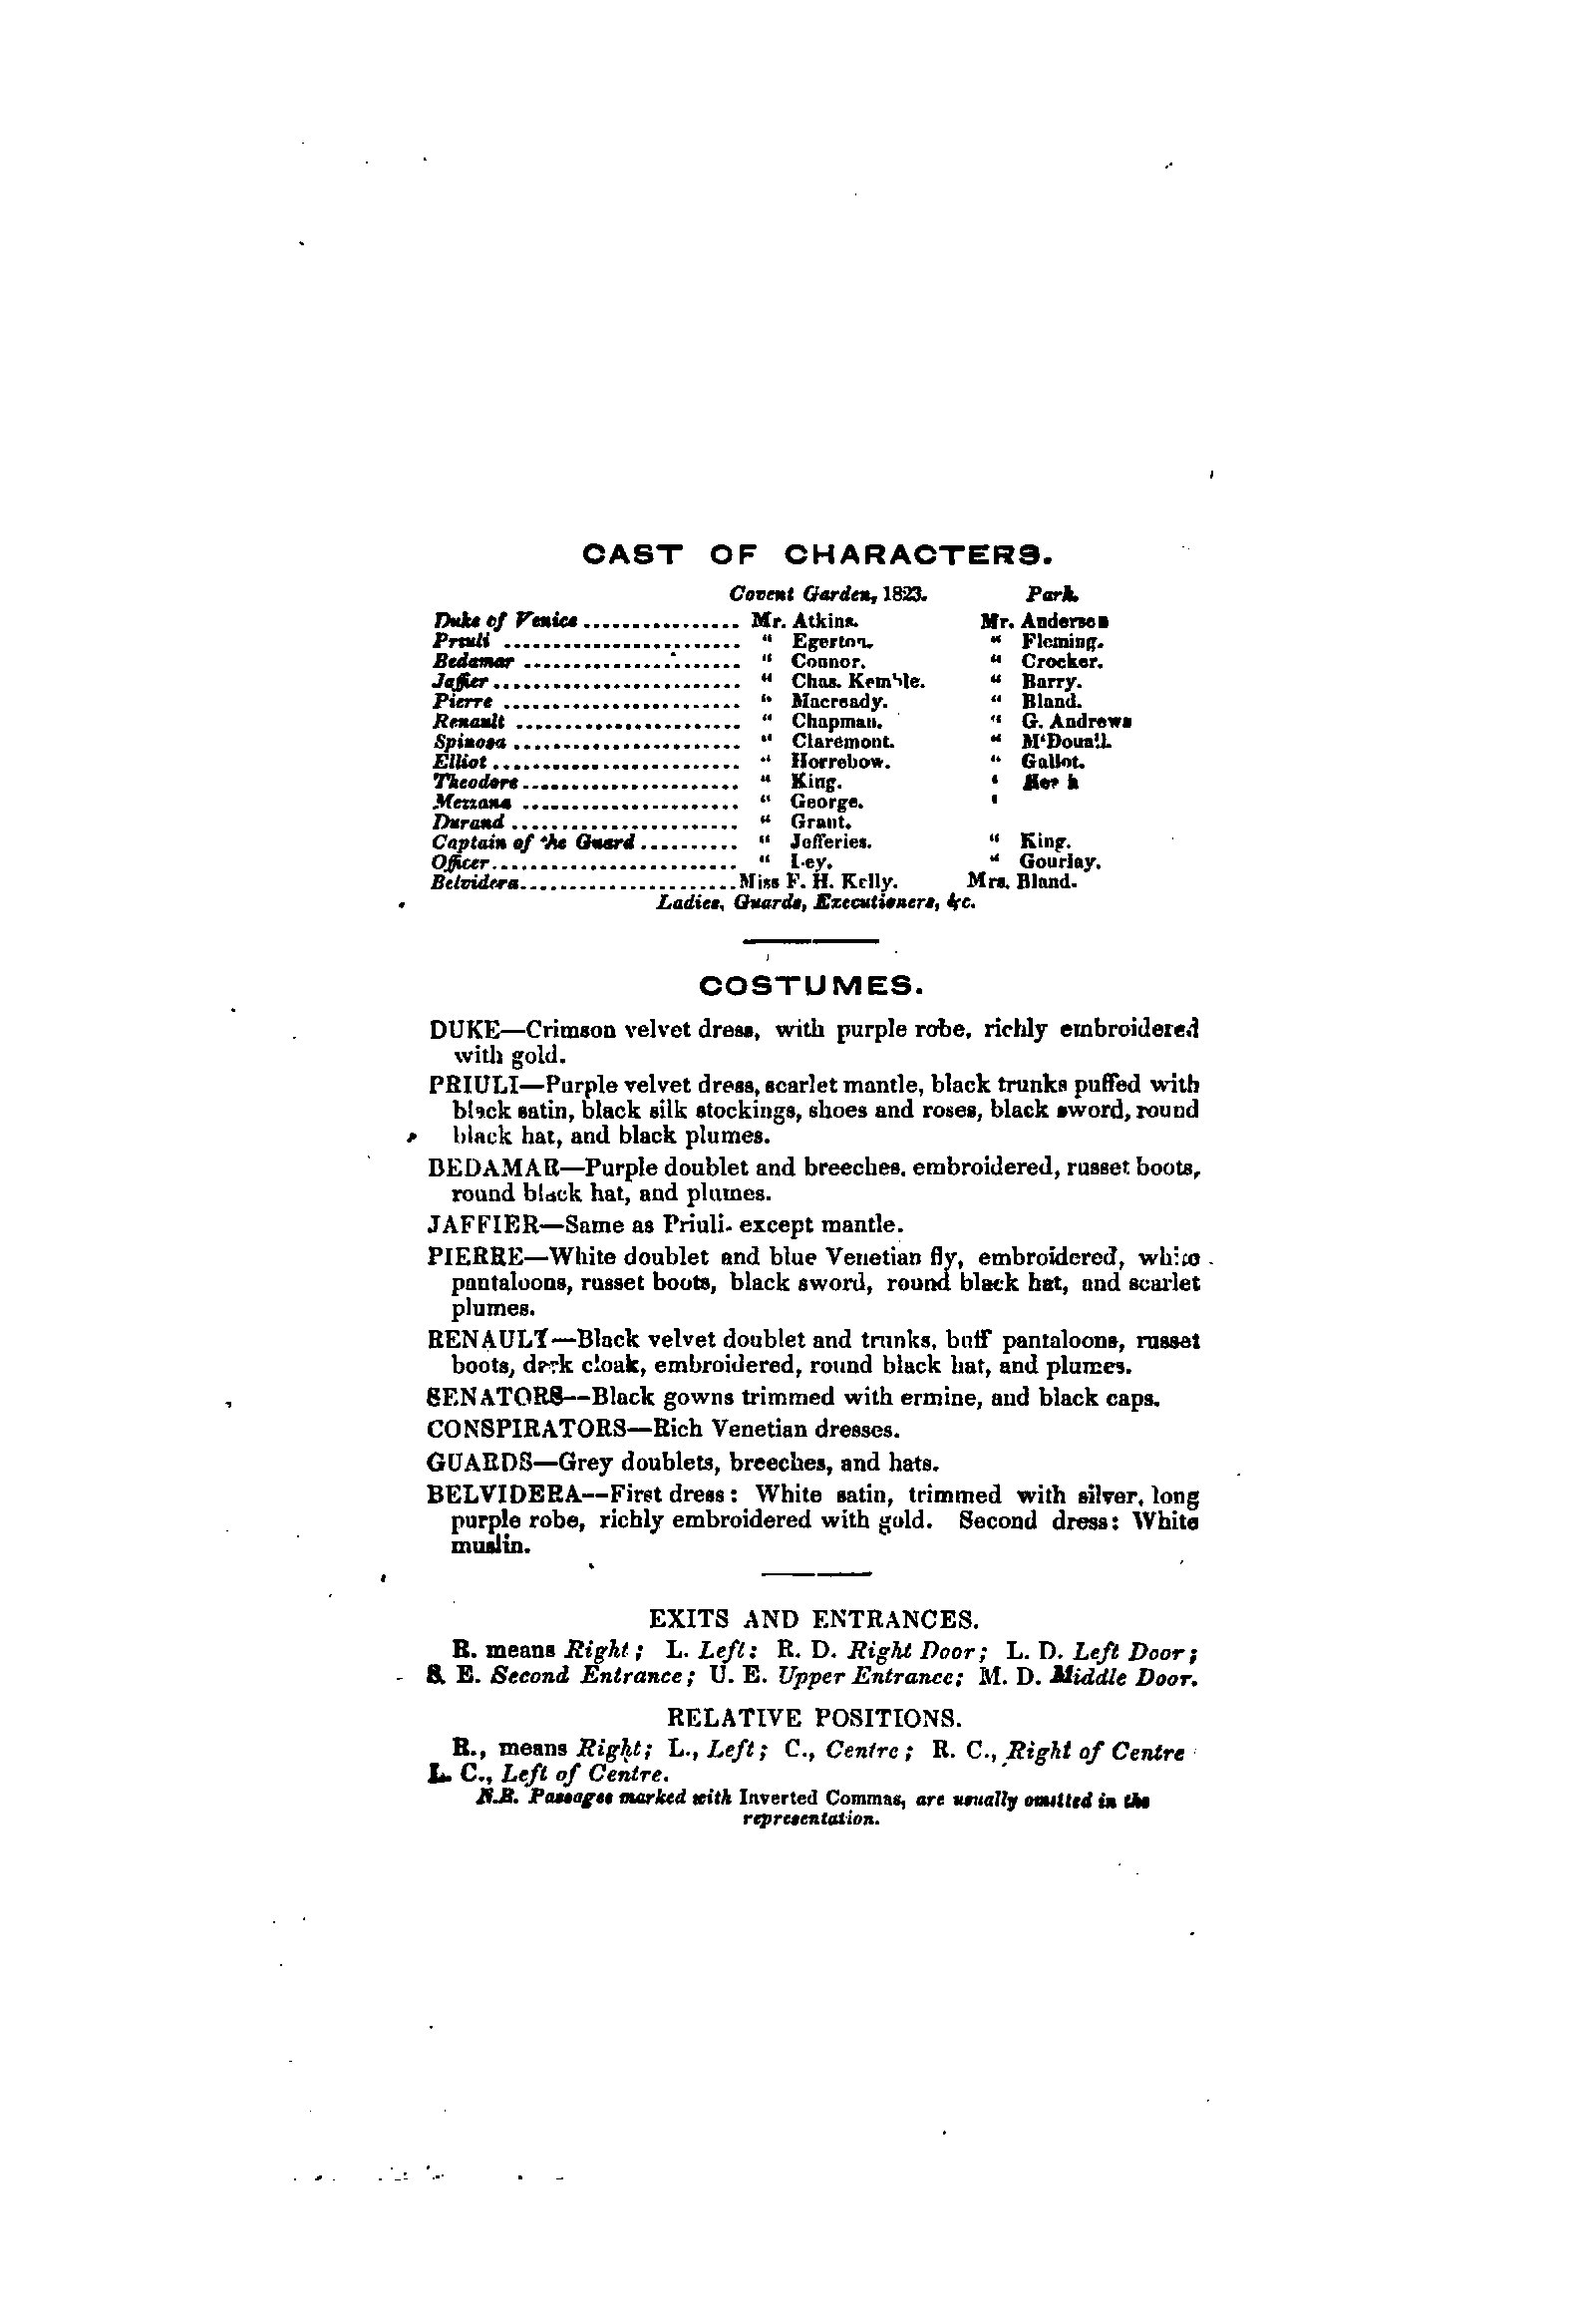 CAST OF CHARACTERS.
Covent Garden, 1823. Park.
Duke of Venice ................ Mr. Atkins. Mr. Anderson
Priuli ........................ " Egerton. " Fleming.
Bedamar ...................... " Connor. " Crocker.
Jaffier ......................... " Chas. Kemble. " Barry.
Pierre ........................ " Macready. " Bland.
Renault ....................... " Chapman. " G. Andrews
Spinosa ....................... " Claremont. " M'Douall.
Elliot ......................... " Horrebow. " Gallot.
Theodore ...................... " King. "
Mezzana ...................... " George. "
Durand ....................... " Grant.
Captain of the Guard .......... " Jefferies. " King.
Officer ......................... " Ley. " Gourlay.
Belvidera ...................... Miss F. H. Kelly. Mrs. Bland.
Ladies, Guards, Executioners, &c.
COSTUMES.
DUKE—Crimson velvet dress, with purple robe, richly embroidered
with gold.
PRIULI—Purple velvet dress, scarlet mantle, black trunks puffed with
black satin, black silk stockings, shoes and roses, black sword, round
black hat, and black plumes.
BEDAMAR—Purple doublet and breeches, embroidered, russet boots,
round black hat, and plumes.
JAFFIER—Same as Priuli, except mantle.
PIERRE—White doublet and blue Venetian fly, embroidered, white
pantaloons, russet boots, black sword, round black hat, and scarlet
plumes.
RENAULT—Black velvet doublet and trunks, buff pantaloons, russet
boots, dark cloak, embroidered, round black hat, and plumes.
SENATORS—Black gowns trimmed with ermine, and black caps.
CONSPIRATORS—Rich Venetian dresses.
GUARDS—Grey doublets, breeches, and hats.
BELVIDERA—First dress: White satin, trimmed with silver, long
purple robe, richly embroidered with gold. Second dress: White
muslin.
EXITS AND ENTRANCES.
R. means Right; L. Left; R. D. Right Door; L. D. Left Door;
S. E. Second Entrance; U. E. Upper Entrance; M. D. Middle Door.
RELATIVE POSITIONS.
R., means Right; L., Left; C., Centre; R. C., Right of Centre
L. C., Left of Centre.
N.B. Passages marked with Inverted Commas, are usually omitted in the
representation.